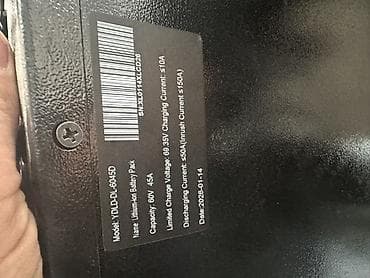 Model: YDLD-DL-6045D
Name: Lithium-ion Battery Pack
Capacity: 60V 45A
Limited Charge Voltage: 69.35V Charging Current: ≤10A
Discharging Current: ≤50A(Inrush Current ≤150A)
Date:2025-01-14